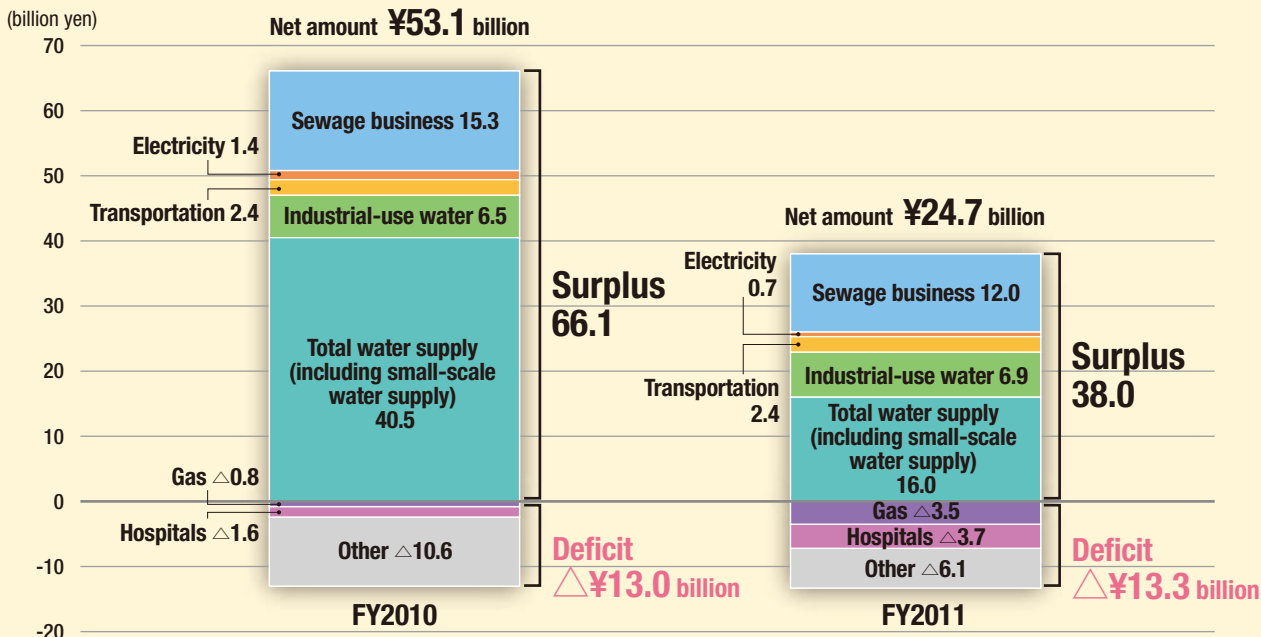 (billion yen)
70
60
50
40
30
20
10
0
-10
-20
Net amount ¥53.1 billion
Sewage business 15.3
Electricity 1.4
Transportation 2.4
Industrial-use water 6.5
Total water supply
(including small-scale
water supply)
40.5
Gas △0.8
Hospitals △1.6
Other △10.6
Surplus
66.1
Deficit
△¥13.0 billion
FY2010
Net amount ¥24.7 billion
Electricity
0.7
Sewage business 12.0
Transportation
2.4
Industrial-use water 6.9
Total water supply
(including small-scale
water supply)
16.0
Gas △3.5
Hospitals △3.7
Other △6.1
Surplus
38.0
Deficit
△¥13.3 billion
FY2011